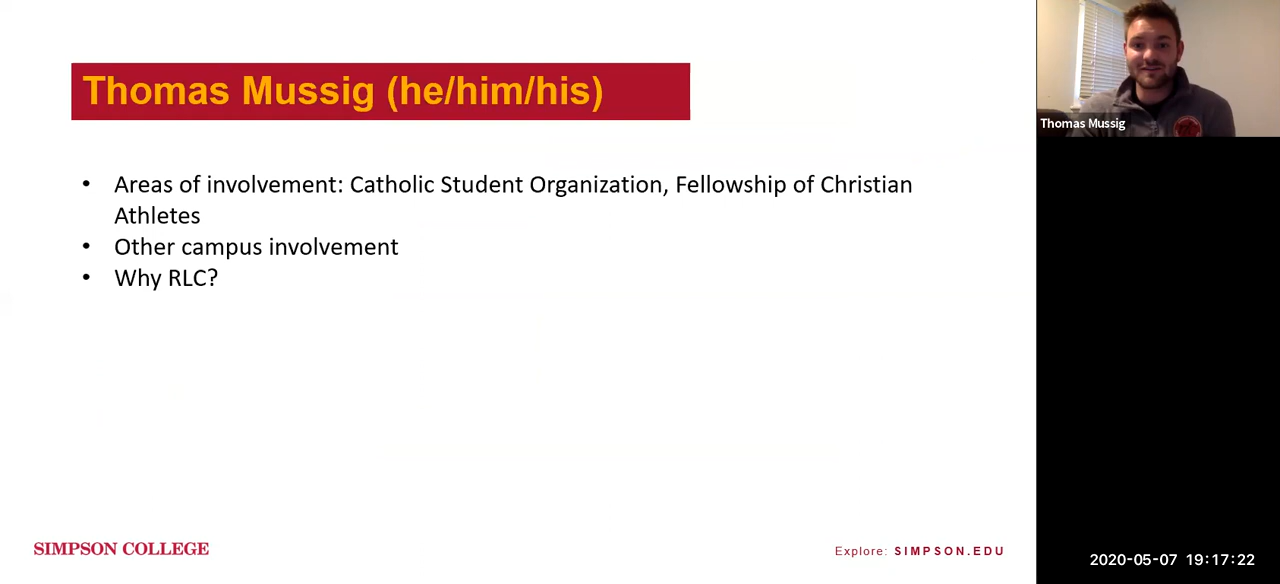 Thomas Mussig (he/him/his)
Thomas Mussig
• Areas of involvement: Catholic Student Organization, Fellowship of Christian
Athletes
• Other campus involvement
• Why RLC?
SIMPSON COLLEGE
Explore: SIMPSON.EDU
2020-05-07 19:17:22